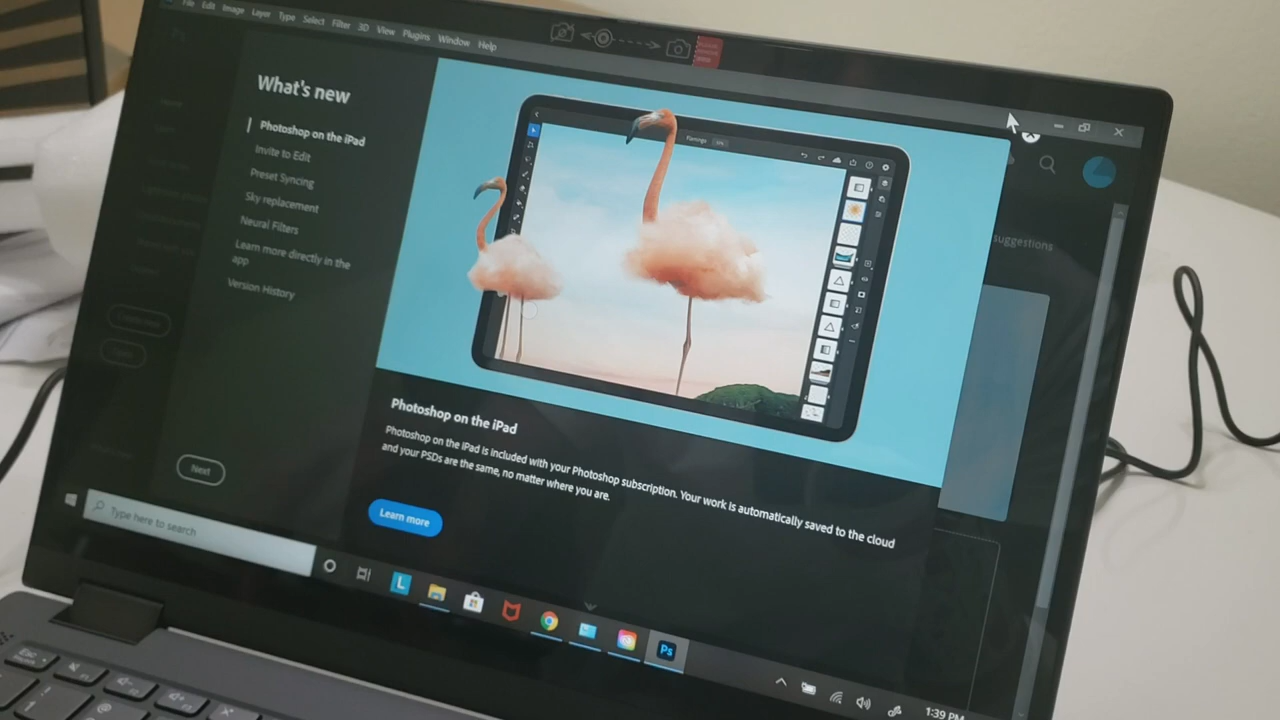 File Edit Image Layer Type Select Filter 3D View Plugins Window Help
What's new
Photoshop on the iPad
Invite to Edit
Preset Syncing
Sky replacement
Neural Filters
Learn more directly in the
app
Version History
Next
suggestions
Photoshop on the iPad
Photoshop on the iPad is included with your Photoshop subscription. Your work is automatically saved to the cloud
and your PSDs are the same, no matter where you are.
Learn more
Type here to search
L
Ps
1:39 PM